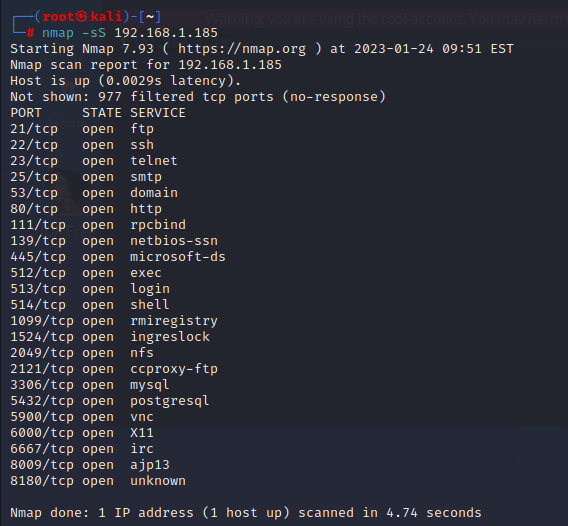 Warning: you are using the root account. You may harm
┌──(root㉿kali)-[~]
└─# nmap -sS 192.168.1.185
Starting Nmap 7.93 ( https://nmap.org ) at 2023-01-24 09:51 EST
Nmap scan report for 192.168.1.185
Host is up (0.0029s latency).
Not shown: 977 filtered tcp ports (no-response)
PORT     STATE SERVICE
21/tcp   open  ftp
22/tcp   open  ssh
23/tcp   open  telnet
25/tcp   open  smtp
53/tcp   open  domain
80/tcp   open  http
111/tcp  open  rpcbind
139/tcp  open  netbios-ssn
445/tcp  open  microsoft-ds
512/tcp  open  exec
513/tcp  open  login
514/tcp  open  shell
1099/tcp open  rmiregistry
1524/tcp open  ingreslock
2049/tcp open  nfs
2121/tcp open  ccproxy-ftp
3306/tcp open  mysql
5432/tcp open  postgresql
5900/tcp open  vnc
6000/tcp open  X11
6667/tcp open  irc
8009/tcp open  ajp13
8180/tcp open  unknown
Nmap done: 1 IP address (1 host up) scanned in 4.74 seconds